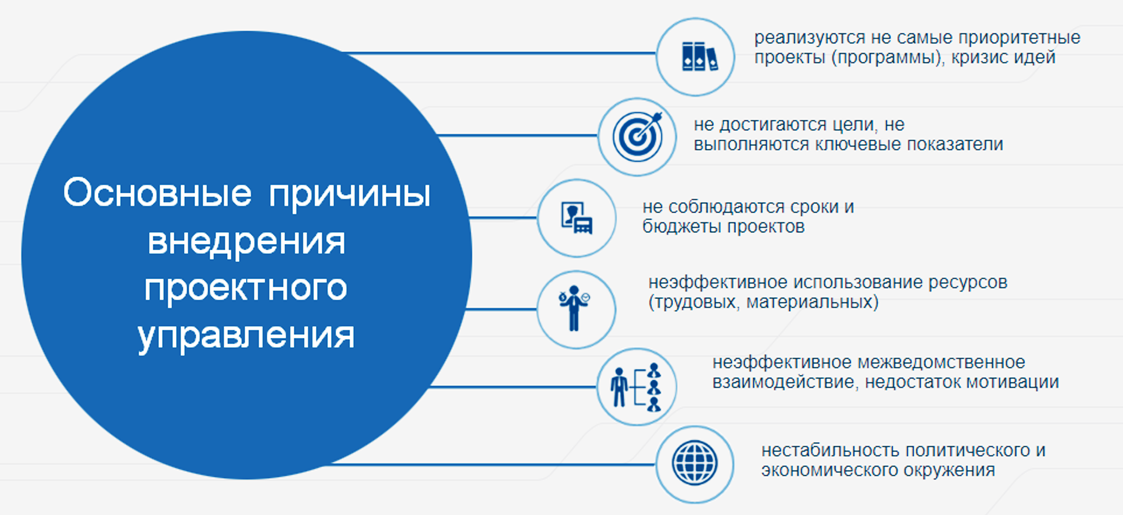 Основные причины
внедрения
проектного
управления
реализуются не самые приоритетные
проекты (программы), кризис идей
не достигаются цели, не
выполняются ключевые показатели
не соблюдаются сроки и
бюджеты проектов
неэффективное использование ресурсов
(трудовых, материальных)
неэффективное межведомственное
взаимодействие, недостаток мотивации
нестабильность политического и
экономического окружения